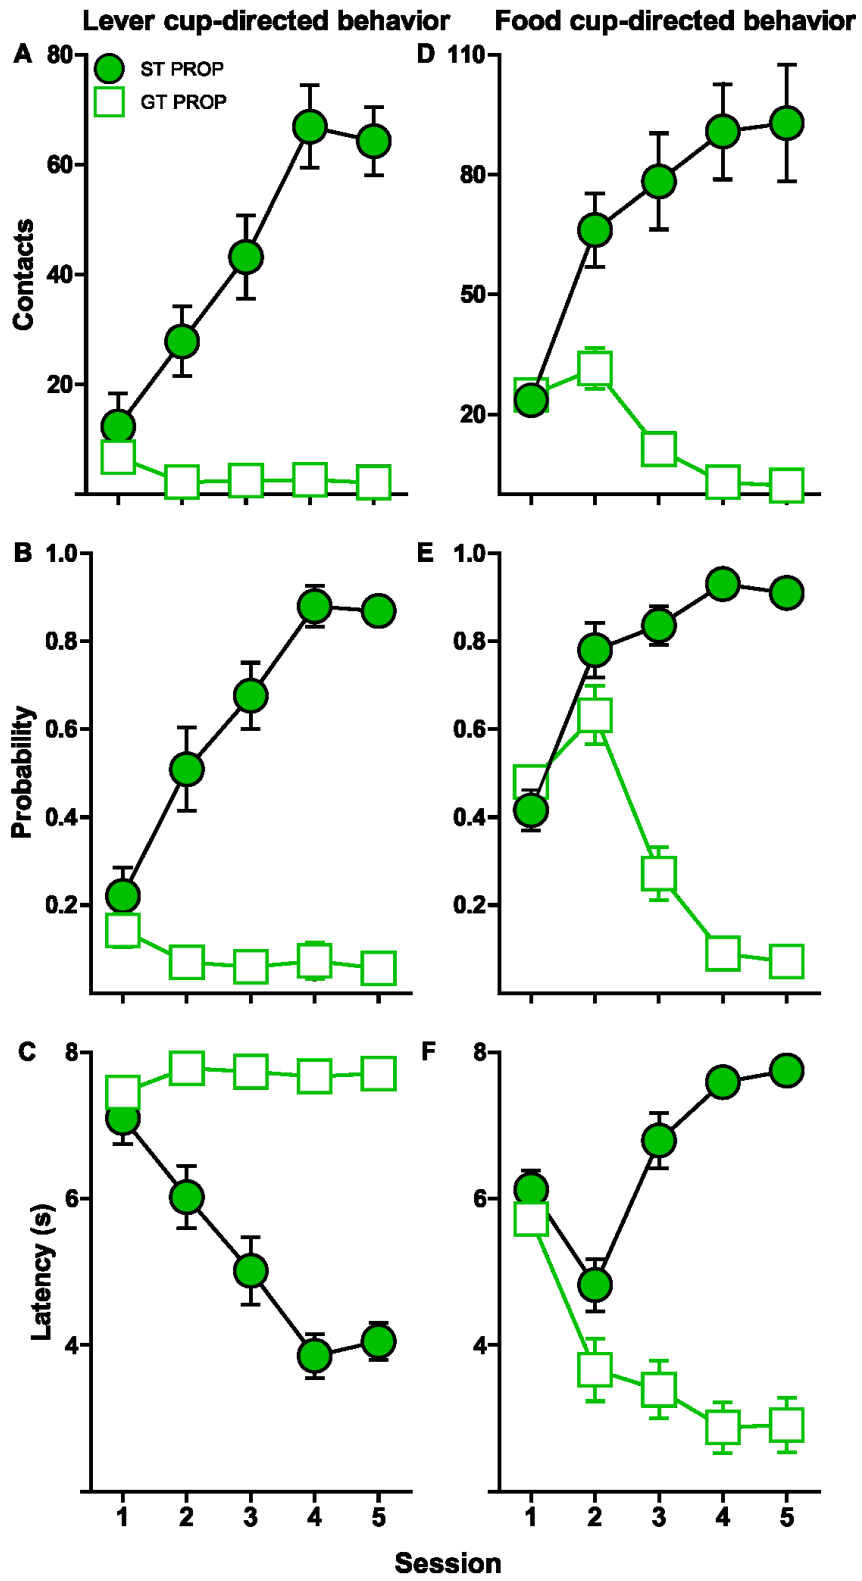 Lever cup-directed behavior
Food cup-directed behavior
A
80
60
40
20
Contacts
ST PROP
GT PROP
D
110
80
50
20
B
1.0
0.8
0.6
0.4
0.2
Probability
E
1.0
0.8
0.6
0.4
0.2
C
8
6
4
Latency (s)
1 2 3 4 5
F
8
6
4
1 2 3 4 5
Session